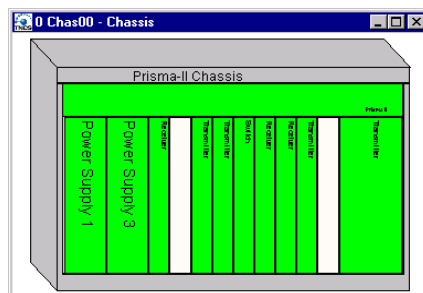 TNCS
0 Chas00 - Chassis
Prisma-II Chassis
Prisma II
Power Supply 1
Power Supply 3
Receiver
Transmitter
Transmitter
Switch
Receiver
Receiver
Transmitter
Transmitter